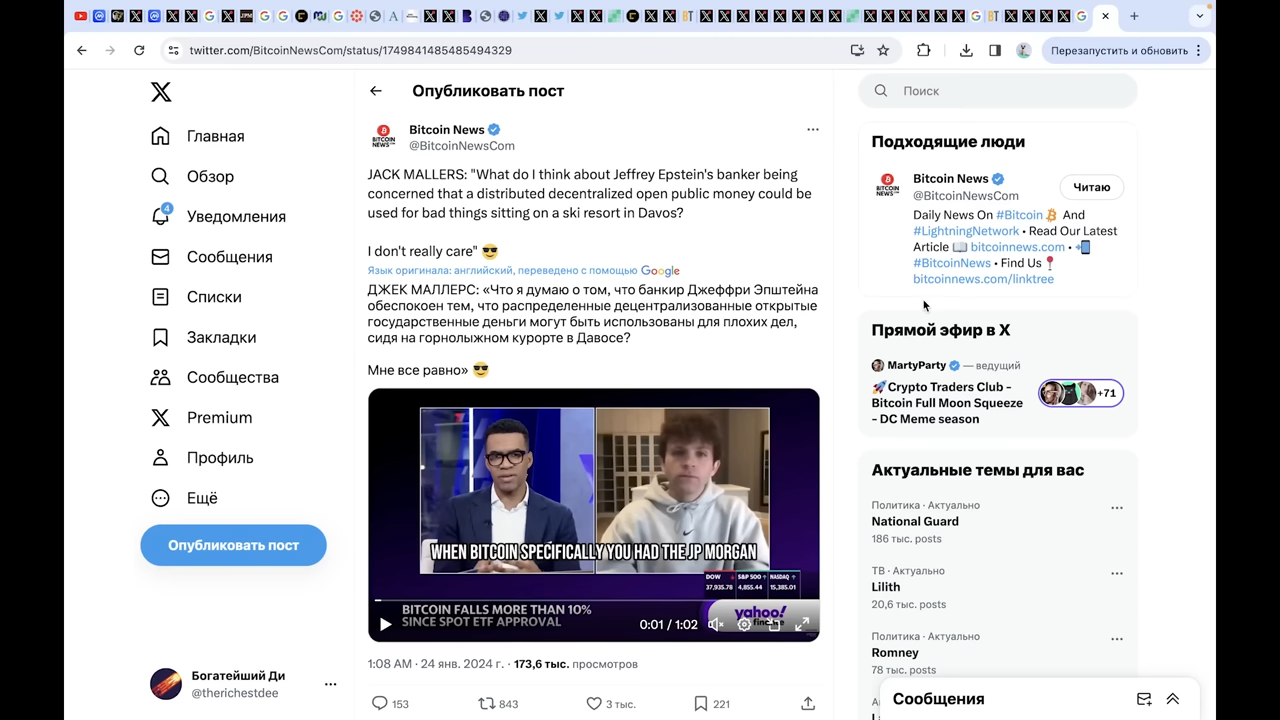 twitter.com/BitcoinNewsCom/status/1749841485485494329
Перезапустить и обновить
Главная
Обзор
4
Уведомления
Сообщения
Списки
Закладки
Сообщества
Premium
Профиль
Ещё
Опубликовать пост
Богатейший Ди
@therichestdee
Опубликовать пост
Bitcoin News
@BitcoinNewsCom
JACK MALLERS: "What do I think about Jeffrey Epstein's banker being
concerned that a distributed decentralized open public money could be
used for bad things sitting on a ski resort in Davos?
I don't really care" 😎
Язык оригинала: английский, переведено с помощью Google
ДЖЕК МАЛЛЕРС: «Что я думаю о том, что банкир Джеффри Эпштейна
обеспокоен тем, что распределенные децентрализованные открытые
государственные деньги могут быть использованы для плохих дел,
сидя на горнолыжном курорте в Давосе?
Мне все равно» 😎
WHEN BITCOIN SPECIFICALLY YOU HAD THE JP MORGAN
DOW S&P 500 NASDAQ
37,935.78 4,855.44 15,385.01
BITCOIN FALLS MORE THAN 10%
SINCE SPOT ETF APPROVAL
yahoo!
0:01 / 1:02
1:08 AM · 24 янв. 2024 г. · 173,6 тыс. просмотров
153 843 3 тыс. 221
Поиск
Подходящие люди
Bitcoin News
@BitcoinNewsCom
Читаю
Daily News On #Bitcoin And
#LightningNetwork • Read Our Latest
Article 📖 bitcoinnews.com • 📲
#BitcoinNews • Find Us📍
bitcoinnews.com/linktree
Прямой эфир в X
MartyParty — ведущий
🚀Crypto Traders Club -
Bitcoin Full Moon Squeeze
- DC Meme season
+71
Актуальные темы для вас
Политика · Актуально
National Guard
186 тыс. posts
ТВ · Актуально
Lilith
20,6 тыс. posts
Политика · Актуально
Romney
78 тыс. posts
Сообщения